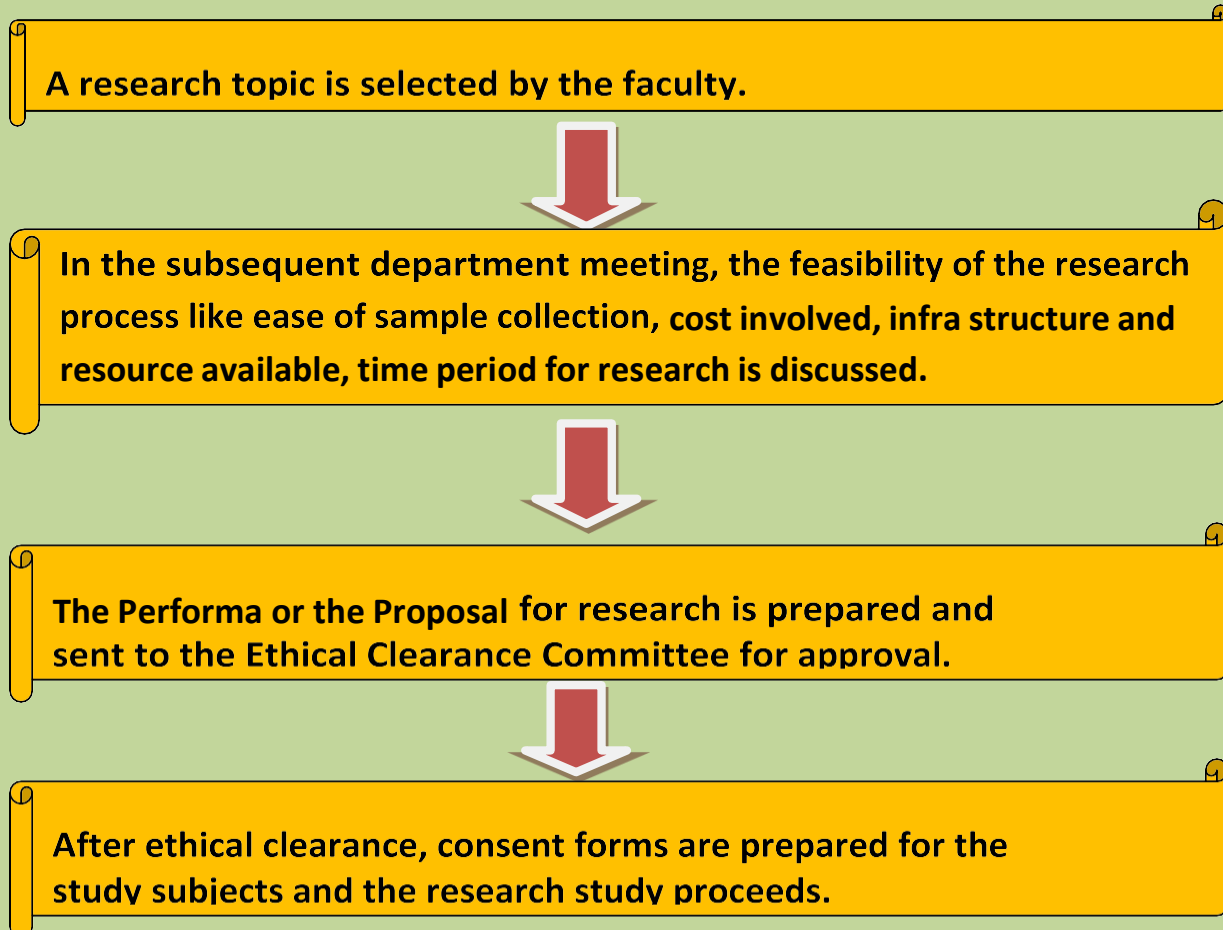 A research topic is selected by the faculty.
In the subsequent department meeting, the feasibility of the research
process like ease of sample collection, cost involved, infra structure and
resource available, time period for research is discussed.
The Performa or the Proposal for research is prepared and
sent to the Ethical Clearance Committee for approval.
After ethical clearance, consent forms are prepared for the
study subjects and the research study proceeds.